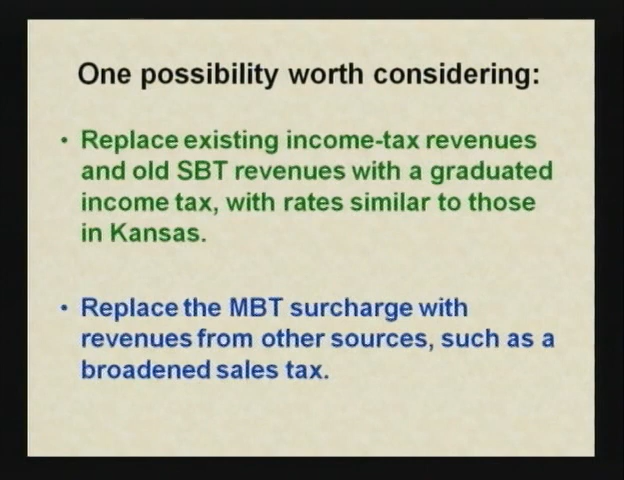 One possibility worth considering:
• Replace existing income-tax revenues
and old SBT revenues with a graduated
income tax, with rates similar to those
in Kansas.
• Replace the MBT surcharge with
revenues from other sources, such as a
broadened sales tax.